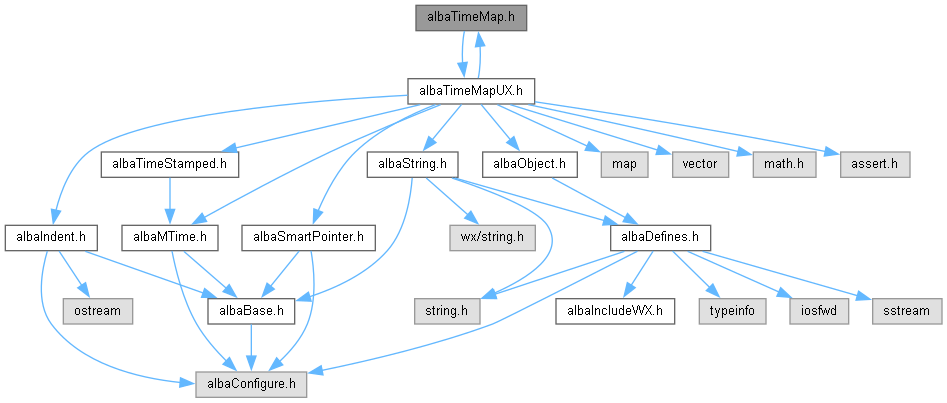 albaTimeMap.h
albaTimeMapUX.h
albaTimeStamped.h
albaString.h
albaObject.h
map
vector
math.h
assert.h
albaIndent.h
albaMTime.h
albaSmartPointer.h
wx/string.h
albaDefines.h
ostream
albaBase.h
string.h
albaIncludeWX.h
typeinfo
iosfwd
sstream
albaConfigure.h